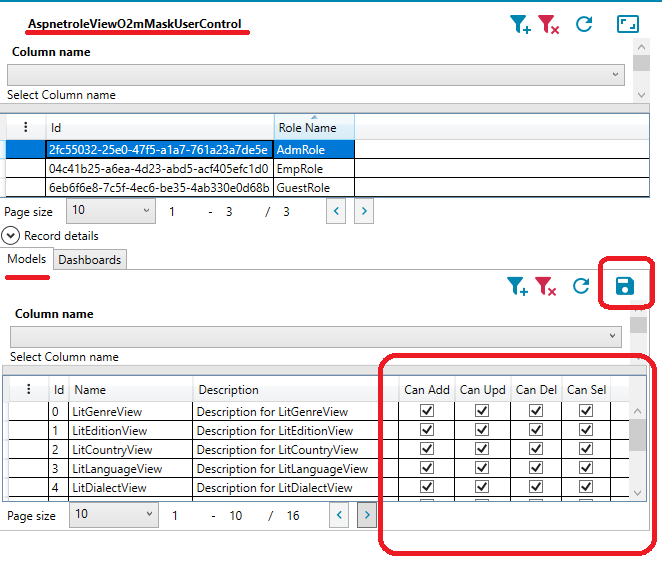 AspnetroleViewO2mMaskUserControl
Column name
Select Column name
Id Role Name
2fc55032-25e0-47f5-a1a7-761a23a7de5e AdmRole
04c41b25-a6ea-4d23-abd5-acf405efc1d0 EmpRole
6eb6f6e8-7c5f-4ec6-be35-4ab330e0d68b GuestRole
Page size 10 1 - 3 / 3
Record details
Models Dashboards
Column name
Select Column name
Id Name Description Can Add Can Upd Can Del Can Sel
0 LitGenreView Description for LitGenreView
1 LitEditionView Description for LitEditionView
2 LitCountryView Description for LitCountryView
3 LitLanguageView Description for LitLanguageView
4 LitDialectView Description for LitDialectView
Page size 10 1 - 10 / 16